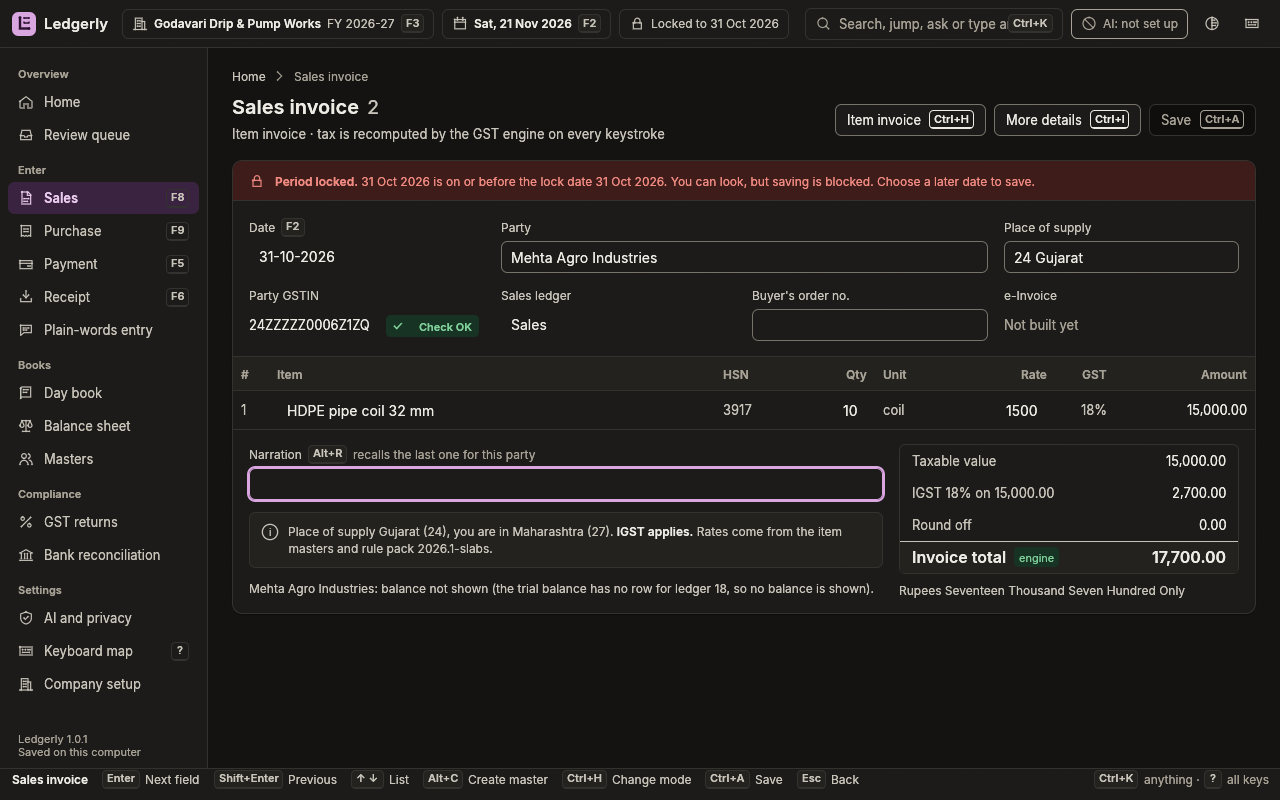 Ledgerly
Godavari Drip & Pump Works FY 2026-27 F3
Sat, 21 Nov 2026 F2
Locked to 31 Oct 2026
Search, jump, ask or type a Ctrl+K
AI: not set up
Overview
Home
Review queue
Enter
Sales F8
Purchase F9
Payment F5
Receipt F6
Plain-words entry
Books
Day book
Balance sheet
Masters
Compliance
GST returns
Bank reconciliation
Settings
AI and privacy
Keyboard map ?
Company setup
Ledgerly 1.0.1
Saved on this computer
Home > Sales invoice
Sales invoice 2
Item invoice · tax is recomputed by the GST engine on every keystroke
Item invoice Ctrl+H
More details Ctrl+I
Save Ctrl+A
Period locked. 31 Oct 2026 is on or before the lock date 31 Oct 2026. You can look, but saving is blocked. Choose a later date to save.
Date F2
31-10-2026
Party
Mehta Agro Industries
Place of supply
24 Gujarat
Party GSTIN
24ZZZZZ0006Z1ZQ Check OK
Sales ledger
Sales
Buyer's order no.
e-Invoice
Not built yet
# Item HSN Qty Unit Rate GST Amount
1 HDPE pipe coil 32 mm 3917 10 coil 1500 18% 15,000.00
Narration Alt+R recalls the last one for this party
Place of supply Gujarat (24), you are in Maharashtra (27). IGST applies. Rates come from the item
masters and rule pack 2026.1-slabs.
Mehta Agro Industries: balance not shown (the trial balance has no row for ledger 18, so no balance is shown).
Taxable value 15,000.00
IGST 18% on 15,000.00 2,700.00
Round off 0.00
Invoice total engine 17,700.00
Rupees Seventeen Thousand Seven Hundred Only
Sales invoice Enter Next field Shift+Enter Previous ↑ ↓ List Alt+C Create master Ctrl+H Change mode Ctrl+A Save Esc Back Ctrl+K anything · ? all keys